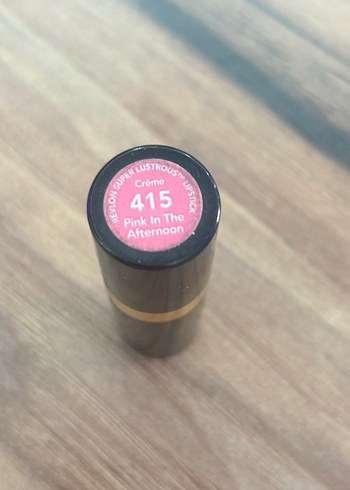 REVLON SUPER LUSTROUS™ LIPSTICK
Crème
415
Pink In The
Afternoon